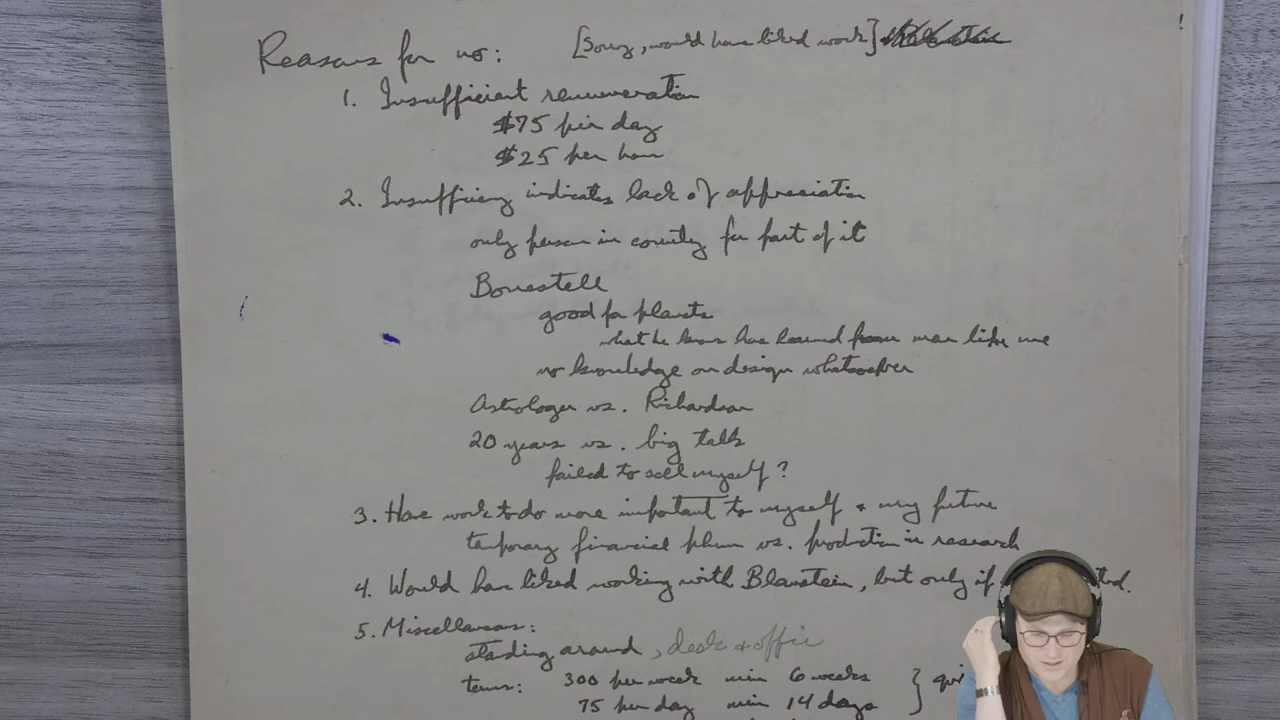 Reasons for no: [Sorry, would have liked work]
1. Insufficient remuneration
$75 per day
$25 per hour
2. Insufficiency indicates lack of appreciation
only person in country for part of it
Bonestell
good for planets
what he knows has learned from men like me
no knowledge on design whatsoever
Astrologer vs. Richardson
20 years vs. big talk
failed to sell myself?
3. Have work to do more important to myself & my future
temporary financial plum vs. production in research
4. Would have liked working with Blaustein, but only if
5. Miscellaneous:
standing around, desk & office
terms: 300 per week min 6 weeks
75 per day min 14 days